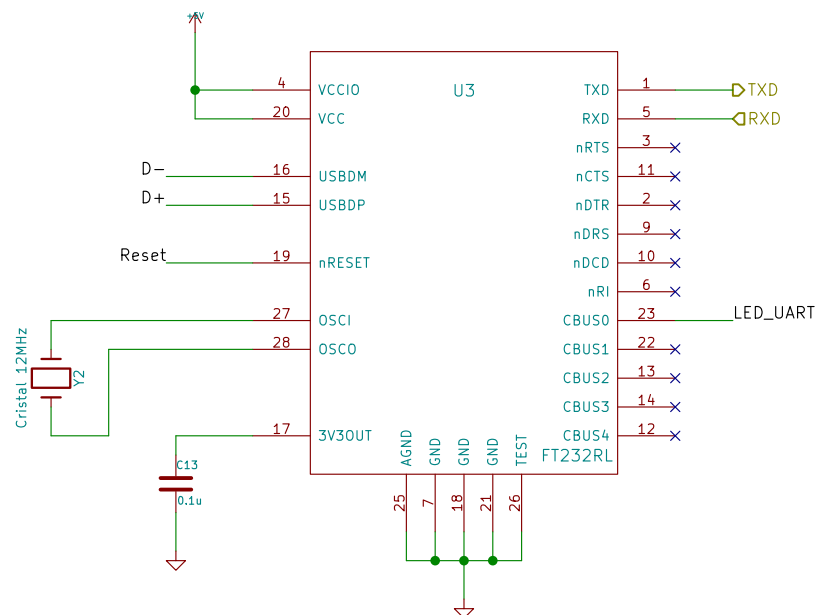 +5V
U3
4 VCCIO
20 VCC
D- 16 USBDM
D+ 15 USBDP
Reset 19 nRESET
27 OSCI
28 OSCO
Cristal 12MHz
Y2
17 3V3OUT
C13
0.1u
TXD 1 TXD
RXD 5 RXD
nRTS 3
nCTS 11
nDTR 2
nDRS 9
nDCD 10
nRI 6
CBUS0 23 LED_UART
CBUS1 22
CBUS2 13
CBUS3 14
CBUS4 12
FT232RL
AGND 25
GND 7
GND 18
GND 21
TEST 26